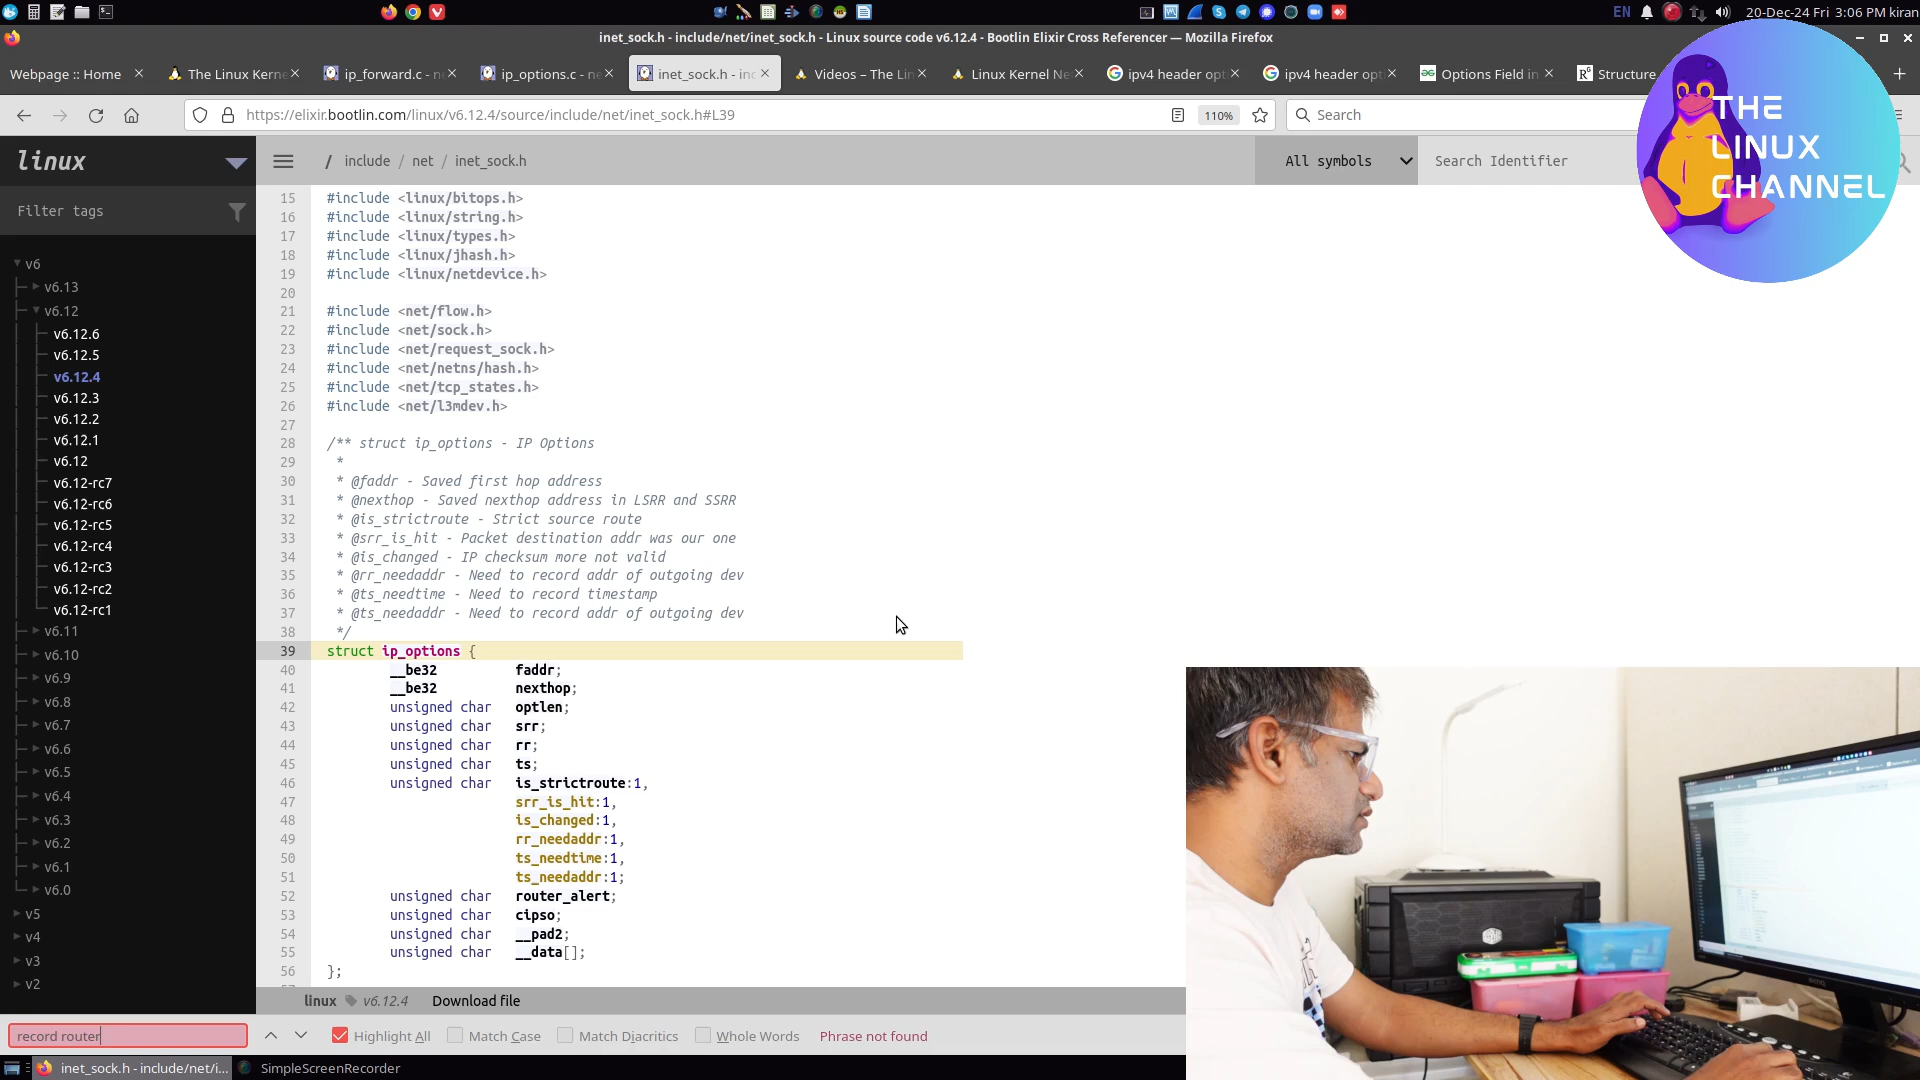 EN
20-Dec-24 Fri 3:06 PM kiran
inet_sock.h - include/net/inet_sock.h - Linux source code v6.12.4 - Bootlin Elixir Cross Referencer — Mozilla Firefox
Webpage :: Home
The Linux Kerne
ip_forward.c - ne
ip_options.c - ne
inet_sock.h - inc
Videos – The Lin
Linux Kernel Ne
ipv4 header opt
ipv4 header opt
Options Field in
Structure
https://elixir.bootlin.com/linux/v6.12.4/source/include/net/inet_sock.h#L39
110%
Search
THE
LINUX
CHANNEL
linux
/ include / net / inet_sock.h
All symbols
Search Identifier
Filter tags
v6
v6.13
v6.12
v6.12.6
v6.12.5
v6.12.4
v6.12.3
v6.12.2
v6.12.1
v6.12
v6.12-rc7
v6.12-rc6
v6.12-rc5
v6.12-rc4
v6.12-rc3
v6.12-rc2
v6.12-rc1
v6.11
v6.10
v6.9
v6.8
v6.7
v6.6
v6.5
v6.4
v6.3
v6.2
v6.1
v6.0
v5
v4
v3
v2
15 #include <linux/bitops.h>
16 #include <linux/string.h>
17 #include <linux/types.h>
18 #include <linux/jhash.h>
19 #include <linux/netdevice.h>
20
21 #include <net/flow.h>
22 #include <net/sock.h>
23 #include <net/request_sock.h>
24 #include <net/netns/hash.h>
25 #include <net/tcp_states.h>
26 #include <net/l3mdev.h>
27
28 /** struct ip_options - IP Options
29 *
30 * @faddr - Saved first hop address
31 * @nexthop - Saved nexthop address in LSRR and SSRR
32 * @is_strictroute - Strict source route
33 * @srr_is_hit - Packet destination addr was our one
34 * @is_changed - IP checksum more not valid
35 * @rr_needaddr - Need to record addr of outgoing dev
36 * @ts_needtime - Need to record timestamp
37 * @ts_needaddr - Need to record addr of outgoing dev
38 */
39 struct ip_options {
40 __be32 faddr;
41 __be32 nexthop;
42 unsigned char optlen;
43 unsigned char srr;
44 unsigned char rr;
45 unsigned char ts;
46 unsigned char is_strictroute:1,
47 srr_is_hit:1,
48 is_changed:1,
49 rr_needaddr:1,
50 ts_needtime:1,
51 ts_needaddr:1;
52 unsigned char router_alert;
53 unsigned char cipso;
54 unsigned char __pad2;
55 unsigned char __data[];
56 };
linux v6.12.4 Download file
record router
Highlight All
Match Case
Match Diacritics
Whole Words
Phrase not found
inet_sock.h - include/net/i...
SimpleScreenRecorder